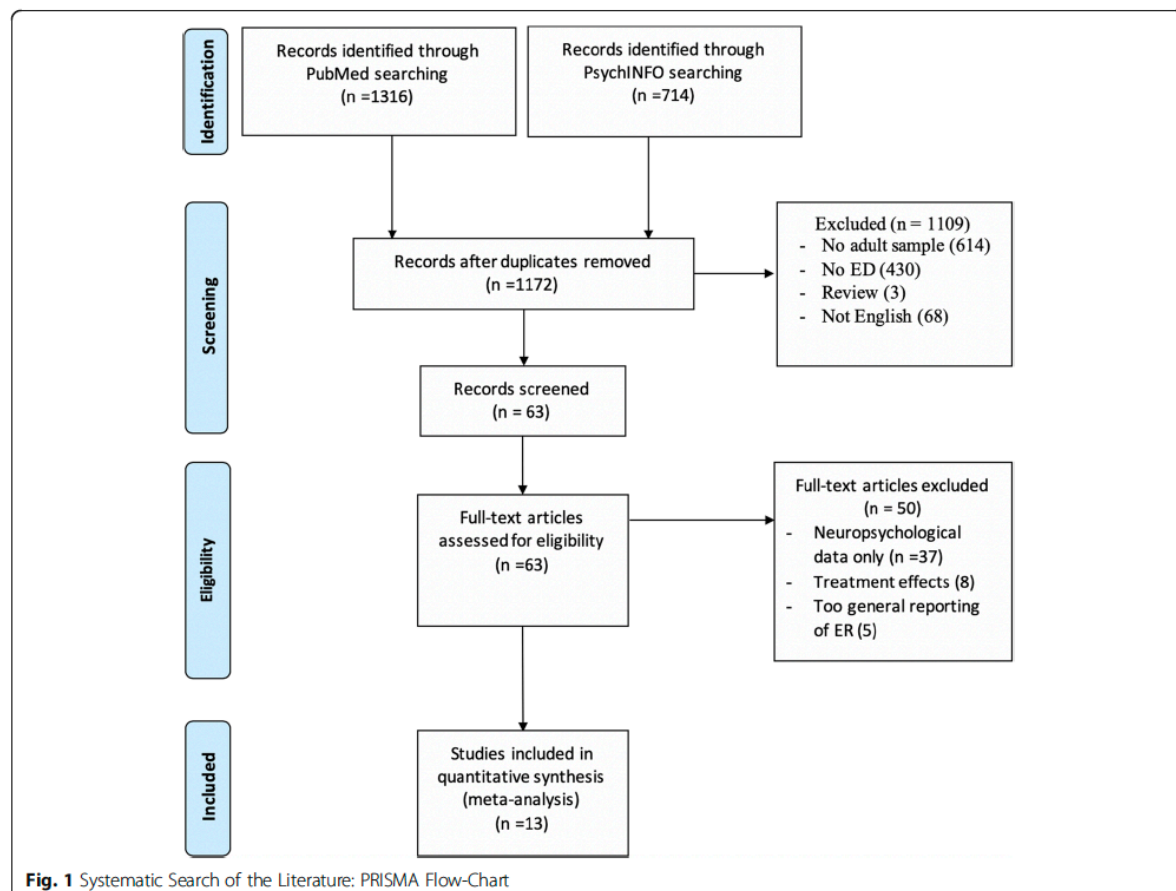 Identification
Records identified through
PubMed searching
(n =1316)
Records identified through
PsychINFO searching
(n =714)
Screening
Records after duplicates removed
(n =1172)
Excluded (n = 1109)
- No adult sample (614)
- No ED (430)
- Review (3)
- Not English (68)
Records screened
(n = 63)
Eligibility
Full-text articles
assessed for eligibility
(n =63)
Full-text articles excluded
(n = 50)
- Neuropsychological
data only (n =37)
- Treatment effects (8)
- Too general reporting
of ER (5)
Included
Studies included in
quantitative synthesis
(meta-analysis)
(n =13)
Fig. 1 Systematic Search of the Literature: PRISMA Flow-Chart